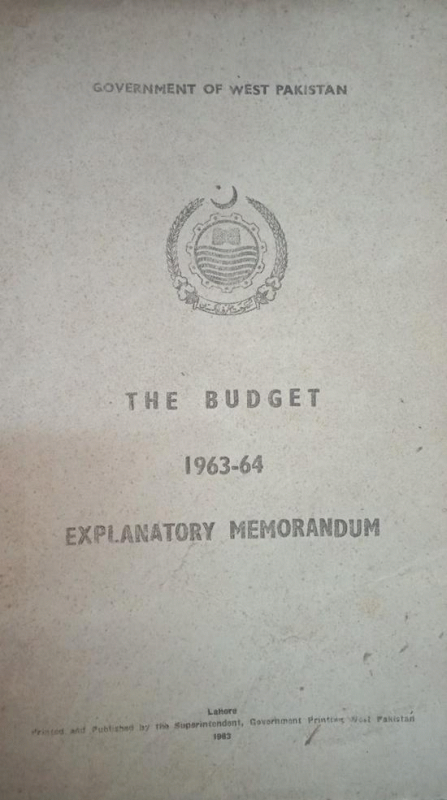 GOVERNMENT OF WEST PAKISTAN
THE BUDGET
1963-64
EXPLANATORY MEMORANDUM
Lahore
Printed and Published by the Superintendent, Government Printing, West Pakistan
1963